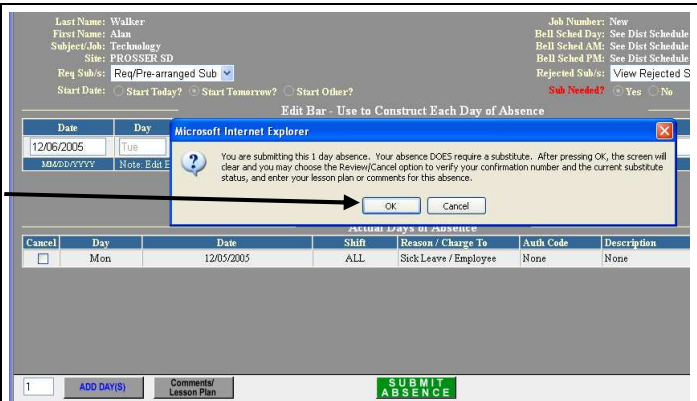 Last Name: Walker
First Name: Alan
Subject/Job: Technology
Site: PROSSER SD
Req Sub/s: Req/Pre-arranged Sub
Start Date: Start Today? Start Tomorrow? Start Other?
Job Number: New
Bell Sched Day: See Dist Schedule
Bell Sched AM: See Dist Schedule
Bell Sched PM: See Dist Schedule
Rejected Sub/s: View Rejected S
Sub Needed? Yes No
Edit Bar - Use to Construct Each Day of Absence
Date Day
12/06/2005 Tue
MM/DD/YYYY Note: Edit E
Microsoft Internet Explorer
You are submitting this 1 day absence. Your absence DOES require a substitute. After pressing OK, the screen will
clear and you may choose the Review/Cancel option to verify your confirmation number and the current substitute
status, and enter your lesson plan or comments for this absence.
OK Cancel
Actual Days of Absence
Cancel Day Date Shift Reason / Charge To Auth Code Description
Mon 12/05/2005 ALL Sick Leave / Employee None None
1 ADD DAY(S) Comments/
Lesson Plan
SUBMIT
ABSENCE